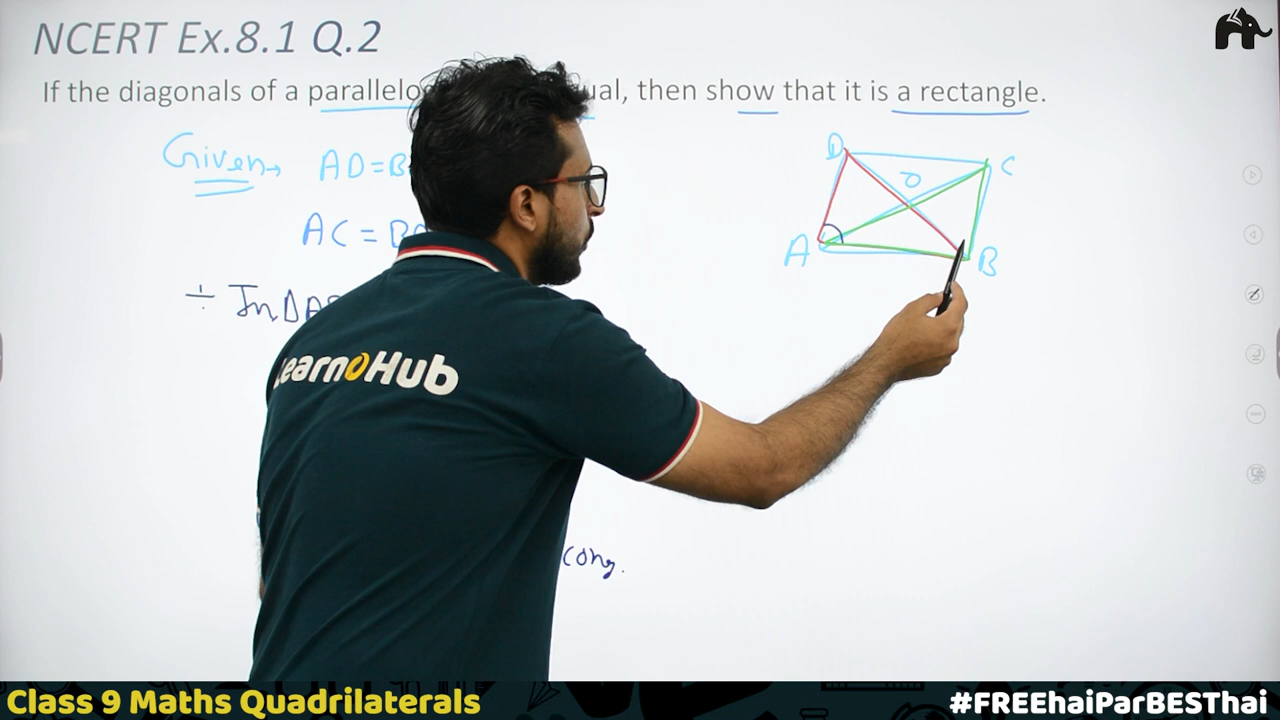 NCERT Ex.8.1 Q.2
If the diagonals of a parallelo ual, then show that it is a rectangle.
Given→ AD=B
AC = B
÷ In ΔA
D
C
O
A
B
LearnoHub
cong.
Class 9 Maths Quadrilaterals
#FREEhaiParBESThai